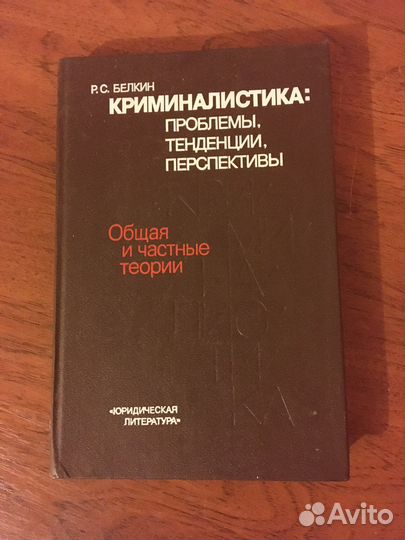 Р.С. БЕЛКИН
КРИМИНАЛИСТИКА:
ПРОБЛЕМЫ,
ТЕНДЕНЦИИ,
ПЕРСПЕКТИВЫ
Общая
и частные
теории
«ЮРИДИЧЕСКАЯ
ЛИТЕРАТУРА»
Avito